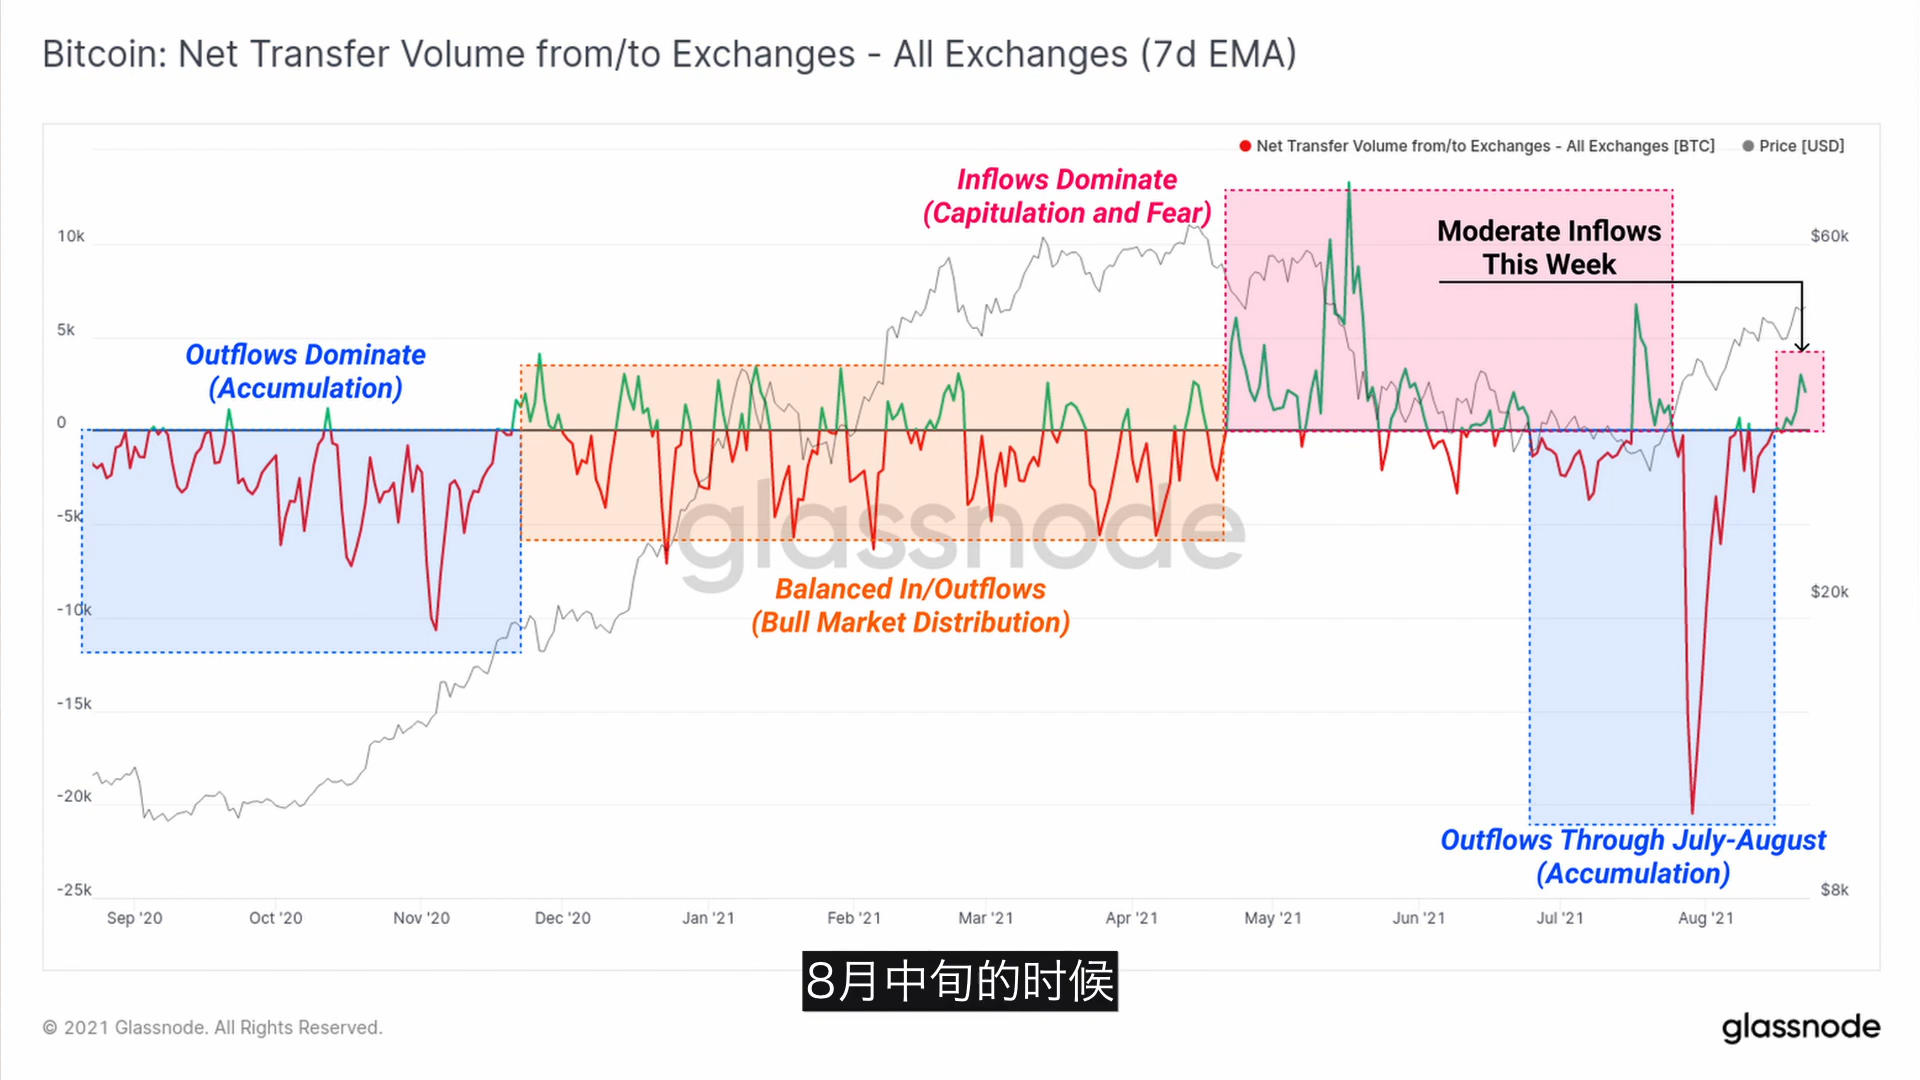 Bitcoin: Net Transfer Volume from/to Exchanges - All Exchanges (7d EMA)
Net Transfer Volume from/to Exchanges - All Exchanges [BTC]
Price [USD]
Inflows Dominate
(Capitulation and Fear)
Moderate Inflows
This Week
Outflows Dominate
(Accumulation)
Balanced In/Outflows
(Bull Market Distribution)
Outflows Through July-August
(Accumulation)
glassnode
10k
5k
0
-5k
-10k
-15k
-20k
-25k
$60k
$20k
$8k
Sep '20
Oct '20
Nov '20
Dec '20
Jan '21
Feb '21
Mar '21
Apr '21
May '21
Jun '21
Jul '21
Aug '21
8月中旬的时候
© 2021 Glassnode. All Rights Reserved.
glassnode